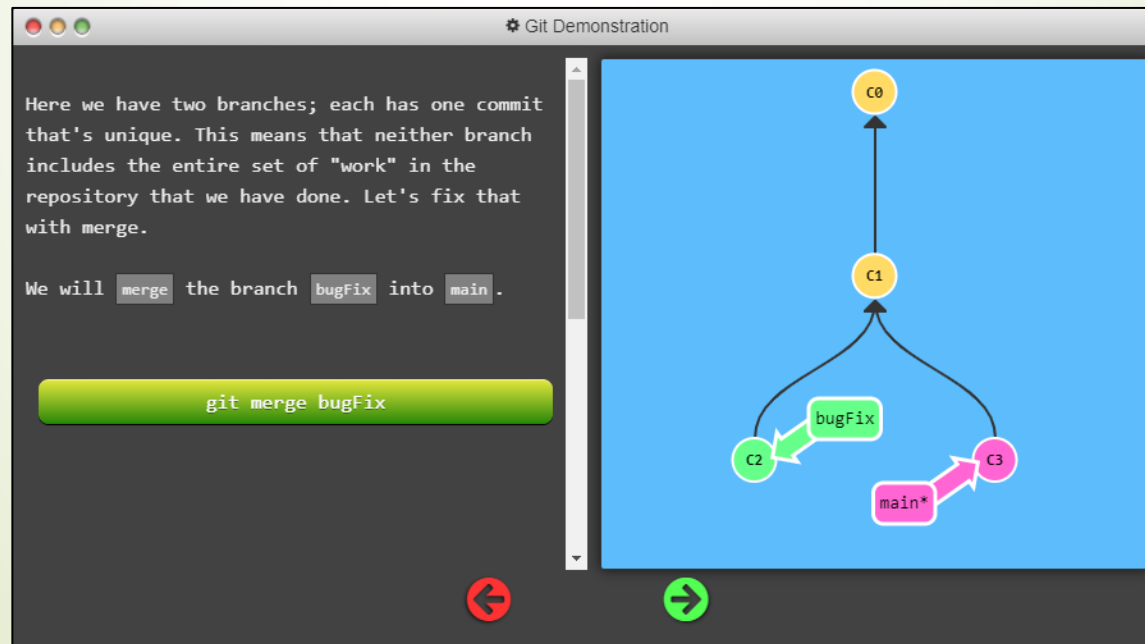 Git Demonstration
Here we have two branches; each has one commit
that's unique. This means that neither branch
includes the entire set of "work" in the
repository that we have done. Let's fix that
with merge.
We will merge the branch bugFix into main.
git merge bugFix
C0
C1
bugFix
C2
C3
main*